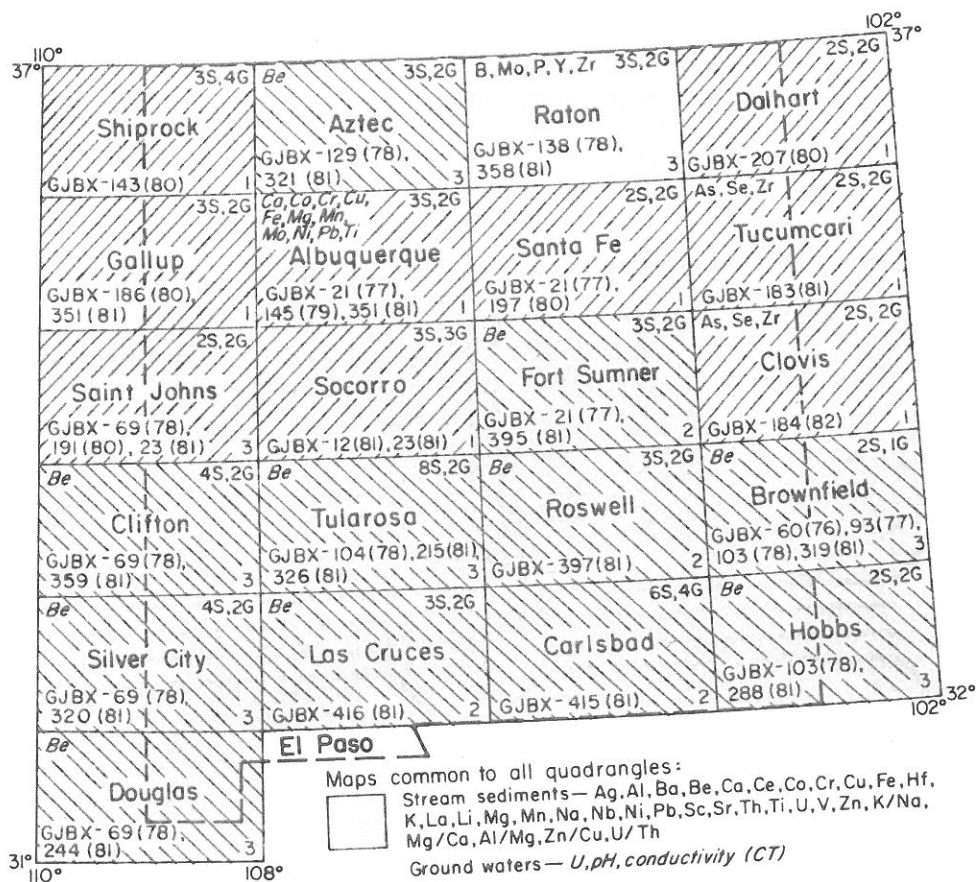 110°
102°
37°
37°
3S,4G
Shiprock
GJBX-143(80)
1
Be
3S,2G
Aztec
GJBX-129(78),
321(81)
3
B, Mo, P, Y, Zr
3S,2G
Raton
GJBX-138(78),
358(81)
3
2S,2G
Dalhart
GJBX-207(80)
1
3S,2G
Gallup
GJBX-186(80),
351(81)
1
Ca,Co,Cr,Cu,
Fe,Mg,Mn,
Mo,Ni,Pb,Ti
3S,2G
Albuquerque
GJBX-21(77),
145(79),351(81)
1
2S,2G
Santa Fe
GJBX-21(77),
197(80)
1
As, Se, Zr
2S,2G
Tucumcari
GJBX-183(81)
1
2S,2G
Saint Johns
GJBX-69(78),
191(80), 23(81)
3
3S,3G
Socorro
GJBX-12(81),23(81)
1
Be
3S,2G
Fort Sumner
GJBX-21(77),
395(81)
2
As, Se, Zr
2S,2G
Clovis
GJBX-184(82)
1
Be
4S,2G
Clifton
GJBX-69(78),
359(81)
3
Be
8S,2G
Tularosa
GJBX-104(78),215(81),
326(81)
3
3S,2G
Roswell
GJBX-397(81)
2
Be
2S,1G
Brownfield
GJBX-60(76),93(77),
103(78),319(81)
3
Be
4S,2G
Silver City
GJBX-69(78),
320(81)
3
Be
3S,2G
Las Cruces
GJBX-416(81)
2
6S,4G
Carlsbad
GJBX-415(81)
2
Be
2S,2G
Hobbs
GJBX-103(78),
288(81)
3
32°
102°
Be
Douglas
GJBX-69(78),
244(81)
3
El Paso
31°
110°
108°
Maps common to all quadrangles:
Stream sediments— Ag,Al,Ba,Be,Ca,Ce,Co,Cr,Cu,Fe,Hf,
K,La,Li,Mg,Mn,Na,Nb,Ni,Pb,Sc,Sr,Th,Ti,U,V,Zn,K/Na,
Mg/Ca,Al/Mg,Zn/Cu,U/Th
Ground waters— U,pH,conductivity (CT)